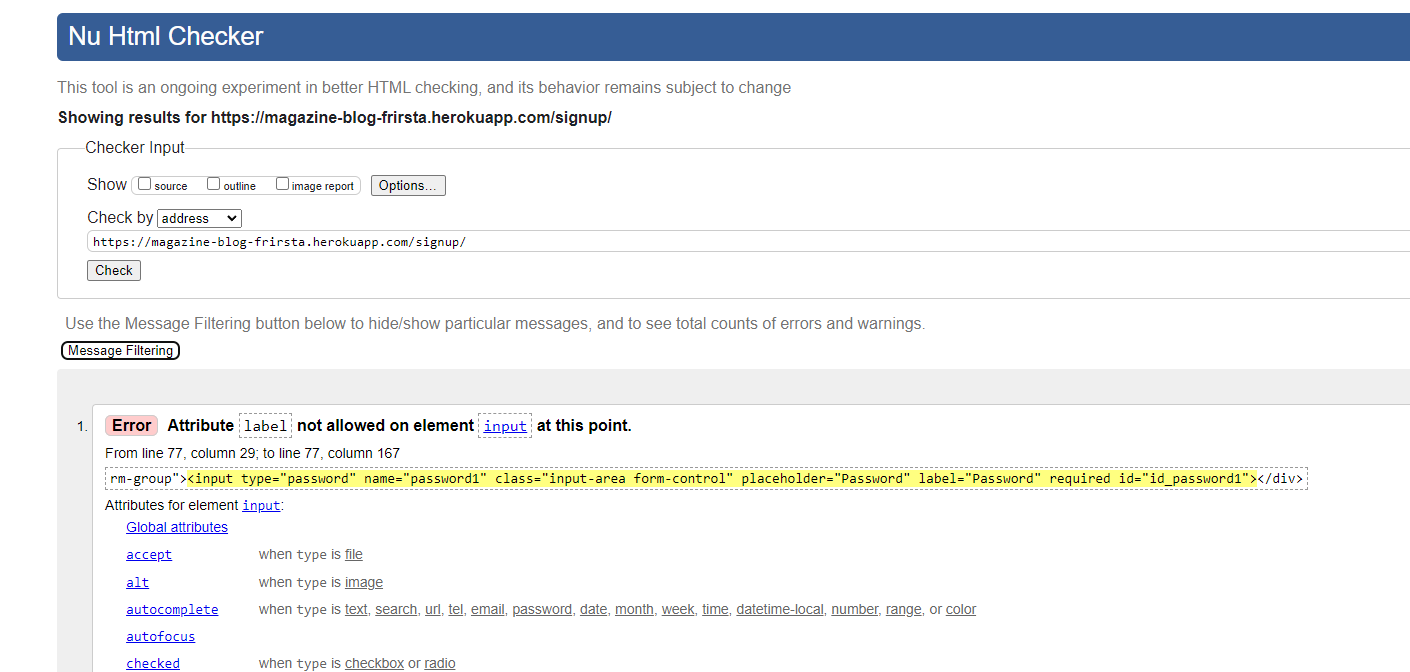 Nu Html Checker
This tool is an ongoing experiment in better HTML checking, and its behavior remains subject to change
Showing results for https://magazine-blog-frirsta.herokuapp.com/signup/
Checker Input
Show source outline image report Options...
Check by address
https://magazine-blog-frirsta.herokuapp.com/signup/
Check
Use the Message Filtering button below to hide/show particular messages, and to see total counts of errors and warnings.
Message Filtering
1. Error Attribute label not allowed on element input at this point.
From line 77, column 29; to line 77, column 167
rm-group"><input type="password" name="password1" class="input-area form-control" placeholder="Password" label="Password" required id="id_password1"></div>
Attributes for element input:
Global attributes
accept when type is file
alt when type is image
autocomplete when type is text, search, url, tel, email, password, date, month, week, time, datetime-local, number, range, or color
autofocus
checked when type is checkbox or radio